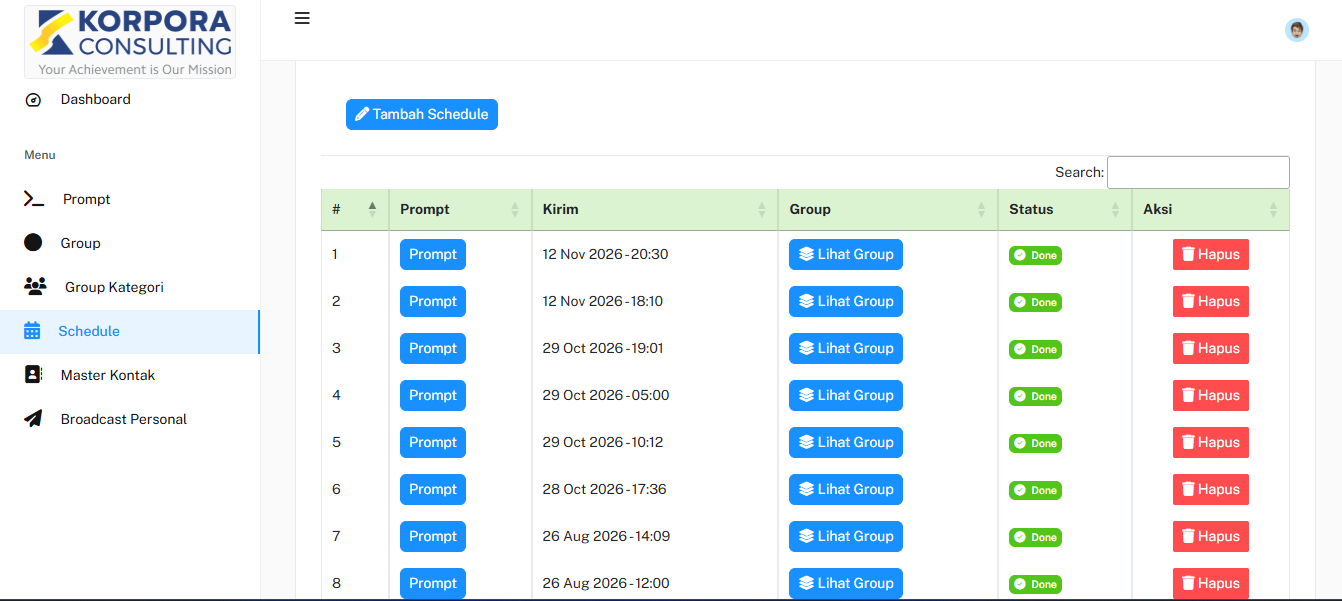 KORPORA
CONSULTING
Your Achievement is Our Mission
Dashboard
Menu
Prompt
Group
Group Kategori
Schedule
Master Kontak
Broadcast Personal
Tambah Schedule
Search:
# Prompt Kirim Group Status Aksi
1 Prompt 12 Nov 2026 - 20:30 Lihat Group Done Hapus
2 Prompt 12 Nov 2026 - 18:10 Lihat Group Done Hapus
3 Prompt 29 Oct 2026 - 19:01 Lihat Group Done Hapus
4 Prompt 29 Oct 2026 - 05:00 Lihat Group Done Hapus
5 Prompt 29 Oct 2026 - 10:12 Lihat Group Done Hapus
6 Prompt 28 Oct 2026 - 17:36 Lihat Group Done Hapus
7 Prompt 26 Aug 2026 - 14:09 Lihat Group Done Hapus
8 Prompt 26 Aug 2026 - 12:00 Lihat Group Done Hapus